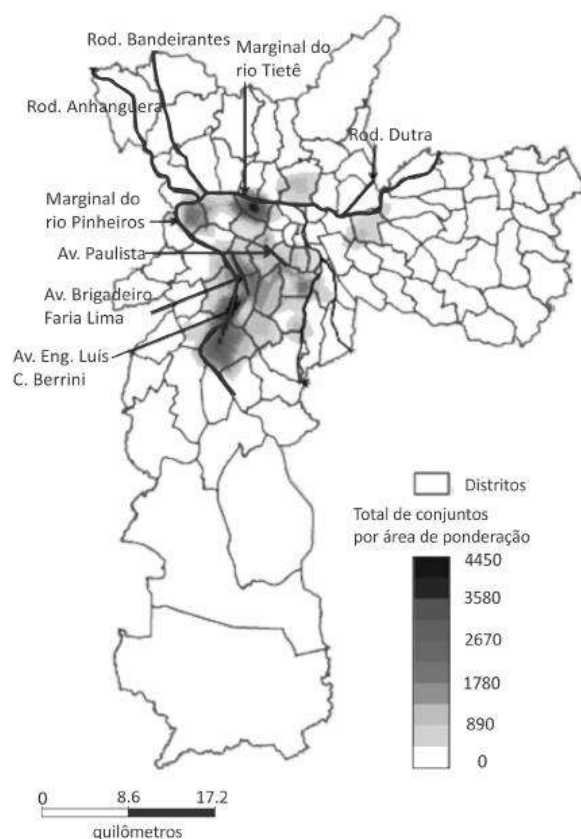 Rod. Bandeirantes
Marginal do
rio Tietê
Rod. Anhanguera
Rod. Dutra
Marginal do
rio Pinheiros
Av. Paulista
Av. Brigadeiro
Faria Lima
Av. Eng. Luís
C. Berrini
Distritos
Total de conjuntos
por área de ponderação
4450
3580
2670
1780
890
0
0 8.6 17.2
quilômetros